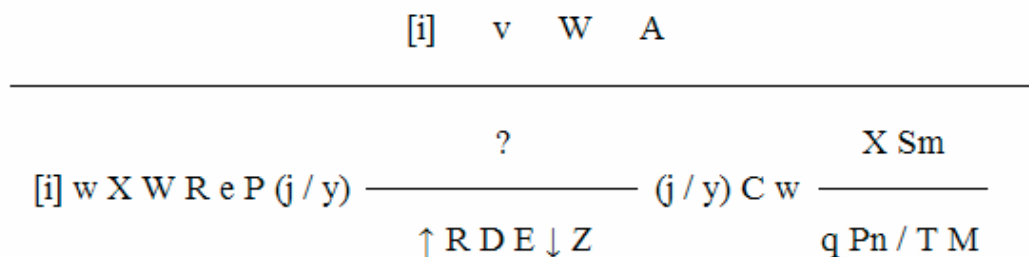 [i] v W A
?
X Sm
[i] w X W R e P (j / y) (j / y) C w
↑ R D E ↓ Z
q Pn / T M